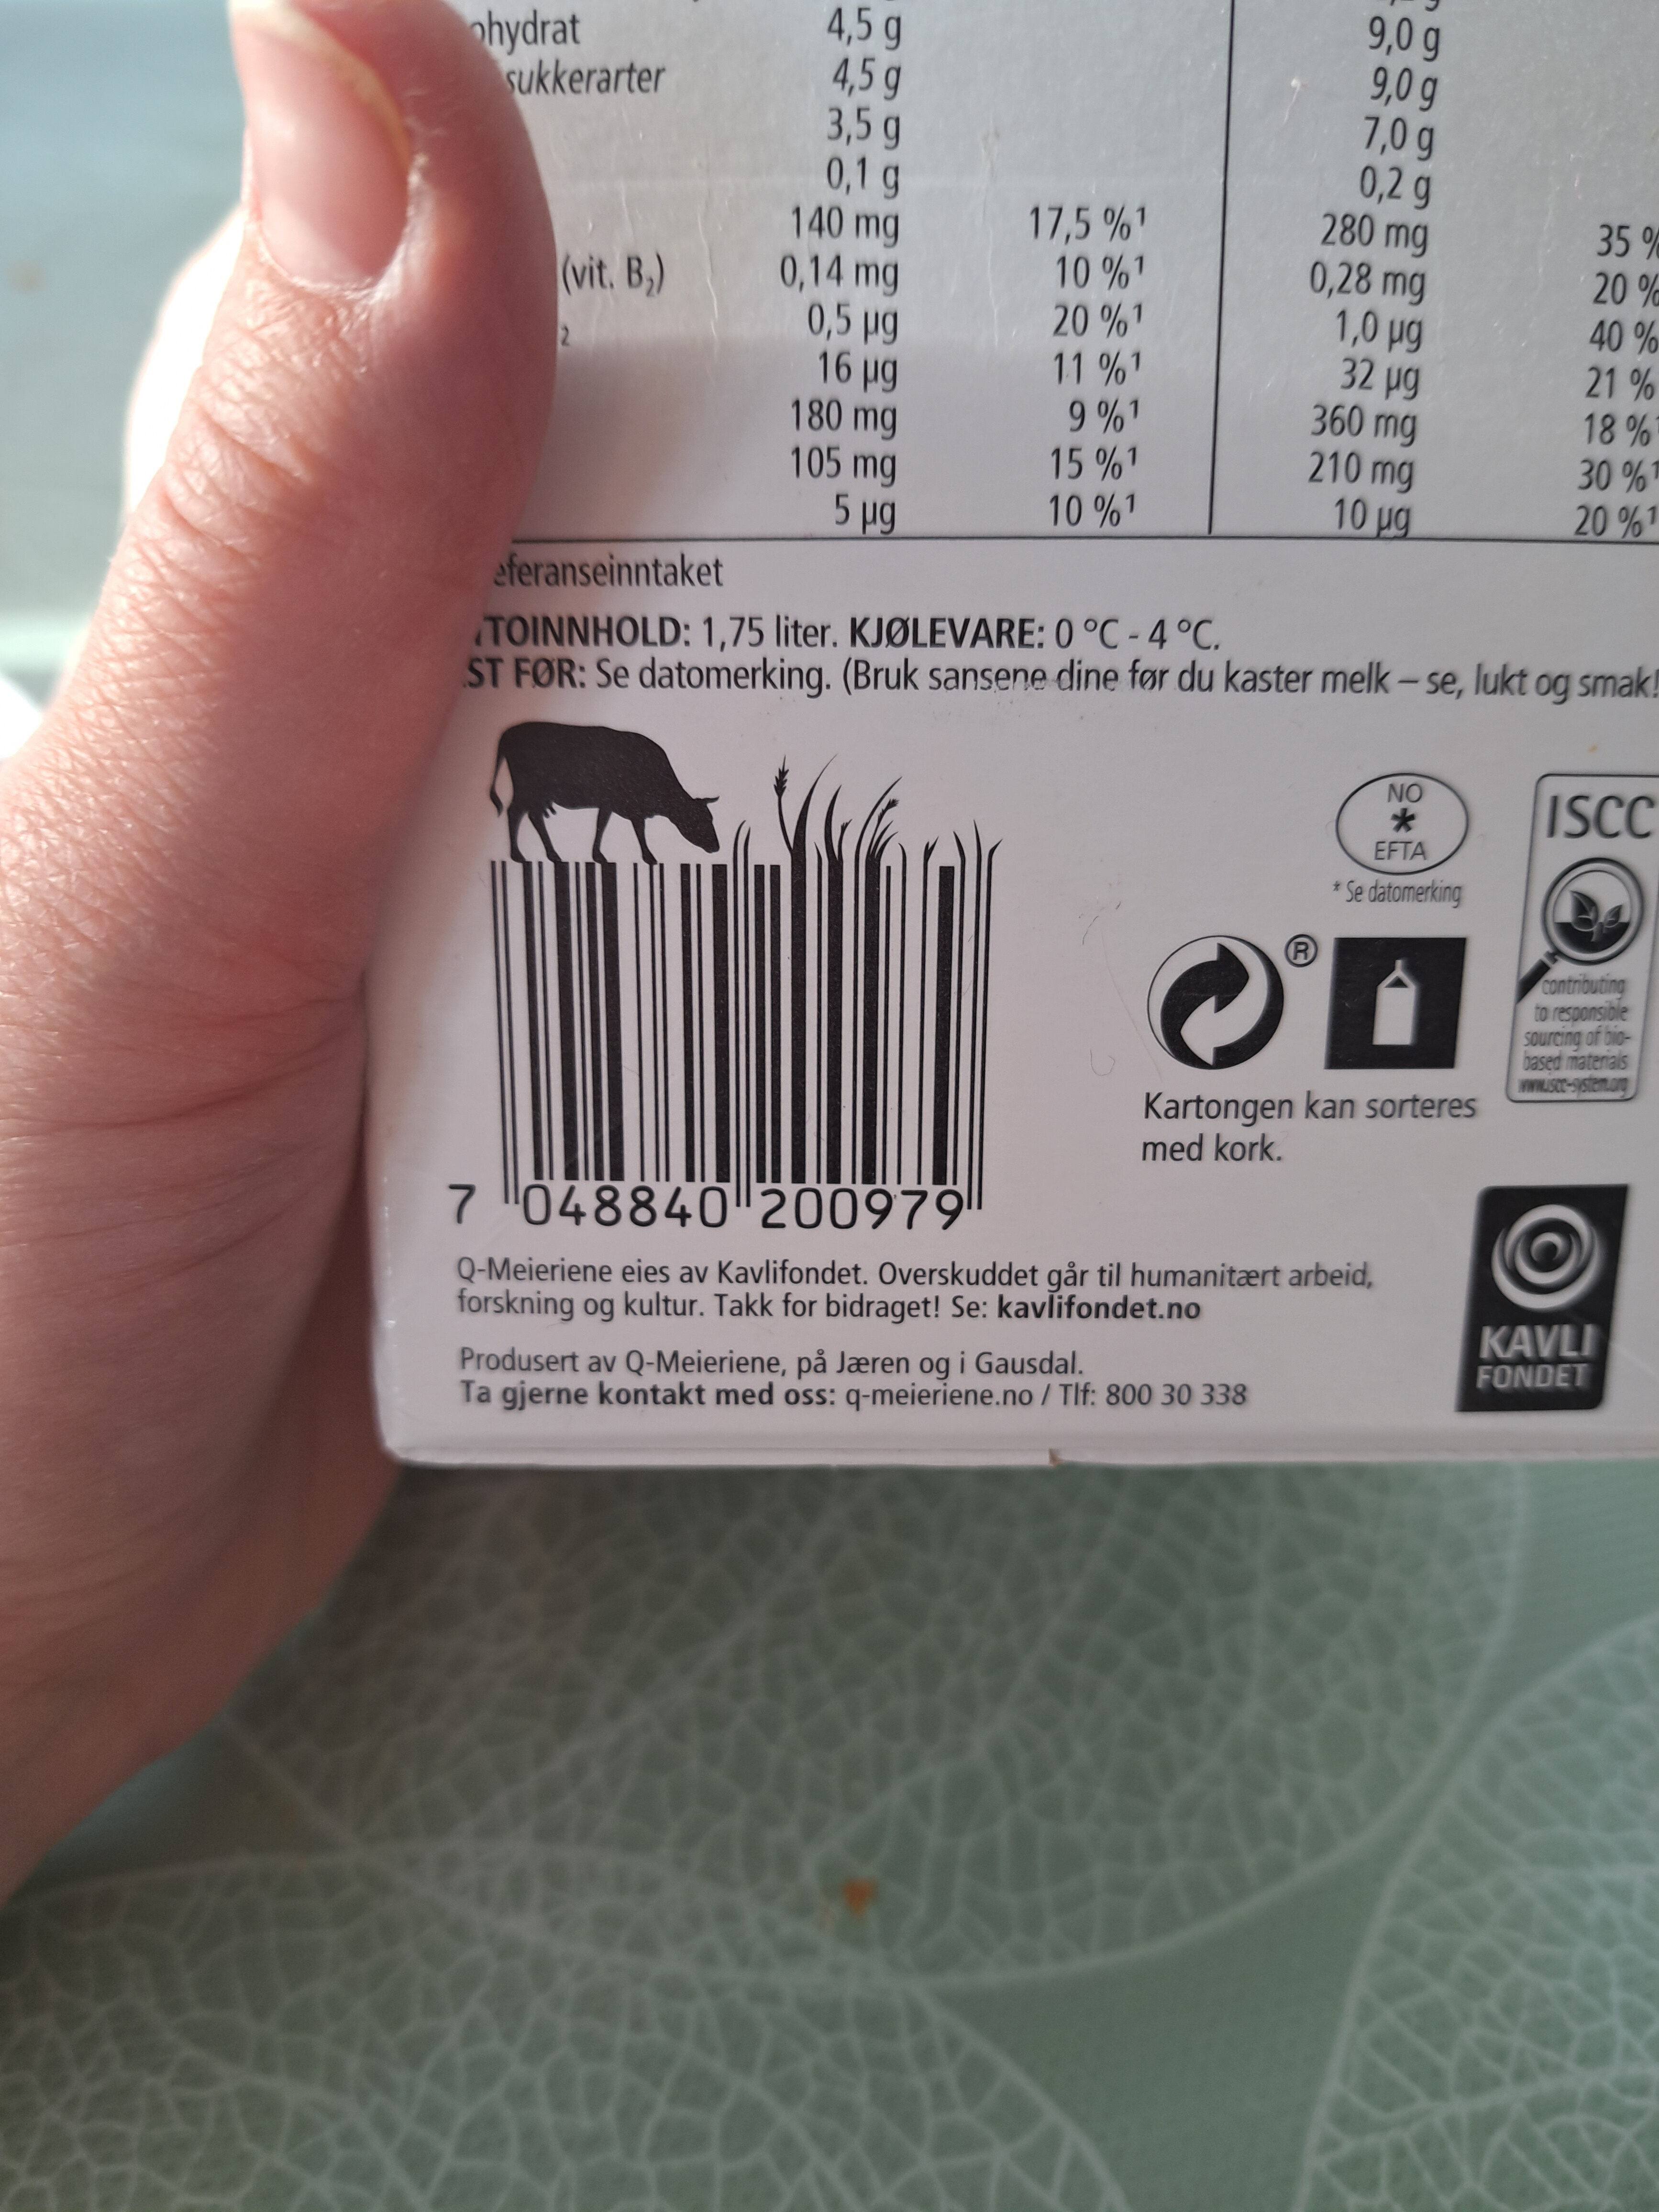 ohydrat 4,5 g 9,0 g
sukkerarter 4,5 g 9,0 g
3,5 g 7,0 g
0,1 g 0,2 g
140 mg 17,5 %¹ 280 mg 35 %
(vit. B₂) 0,14 mg 10 %¹ 0,28 mg 20 %
₂ 0,5 µg 20 %¹ 1,0 µg 40 %
16 µg 11 %¹ 32 µg 21 %
180 mg 9 %¹ 360 mg 18 %¹
105 mg 15 %¹ 210 mg 30 %¹
5 µg 10 %¹ 10 µg 20 %¹
eferanseinntaket
TOINNHOLD: 1,75 liter. KJØLEVARE: 0 °C - 4 °C.
ST FØR: Se datomerking. (Bruk sansene dine før du kaster melk – se, lukt og smak!
NO
*
EFTA
* Se datomerking
ISCC
contributing
to responsible
sourcing of bio-
based materials
www.iscc-system.org
®
Kartongen kan sorteres
med kork.
7 048840 200979
Q-Meieriene eies av Kavlifondet. Overskuddet går til humanitært arbeid,
forskning og kultur. Takk for bidraget! Se: kavlifondet.no
KAVLI
FONDET
Produsert av Q-Meieriene, på Jæren og i Gausdal.
Ta gjerne kontakt med oss: q-meieriene.no / Tlf: 800 30 338